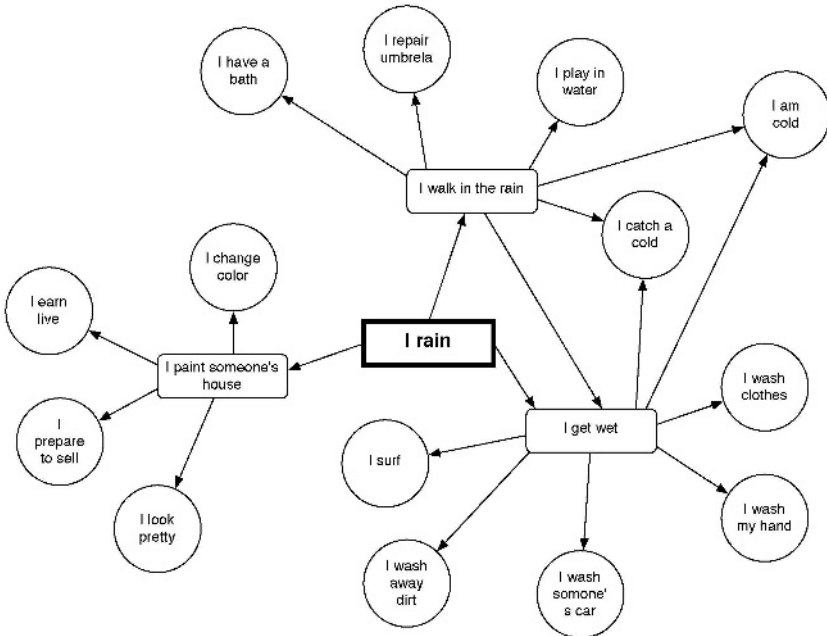 I repair
umbrela
I have a
bath
I play in
water
I am
cold
I walk in the rain
I catch a
cold
I change
color
I earn
live
I rain
I paint someone's
house
I wash
clothes
I
prepare
to sell
I get wet
I surf
I look
pretty
I wash
my hand
I wash
away
dirt
I wash
somone'
s car